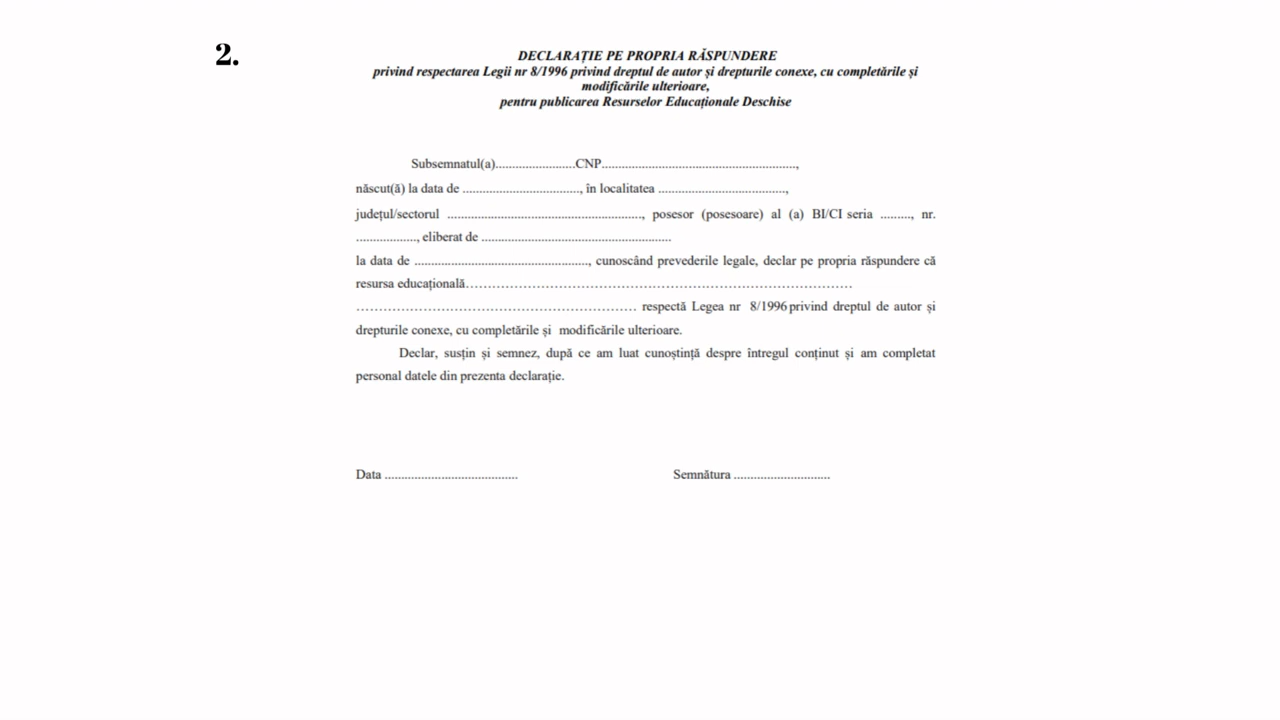 2.
DECLARAȚIE PE PROPRIA RĂSPUNDERE
privind respectarea Legii nr 8/1996 privind dreptul de autor și drepturile conexe, cu completările și
modificările ulterioare,
pentru publicarea Resurselor Educaționale Deschise
Subsemnatul(a)........................CNP..........................................................,
născut(ă) la data de ..................................., în localitatea ......................................,
județul/sectorul .........................................................., posesor (posesoare) al (a) BI/CI seria ........., nr.
.................., eliberat de .........................................................
la data de ...................................................., cunoscând prevederile legale, declar pe propria răspundere că
resursa educațională……………………………………………………………………………
……………………………………………………… respectă Legea nr 8/1996 privind dreptul de autor și
drepturile conexe, cu completările și modificările ulterioare.
Declar, susțin și semnez, după ce am luat cunoștință despre întregul conținut și am completat
personal datele din prezenta declarație.
Data ........................................ Semnătura .............................